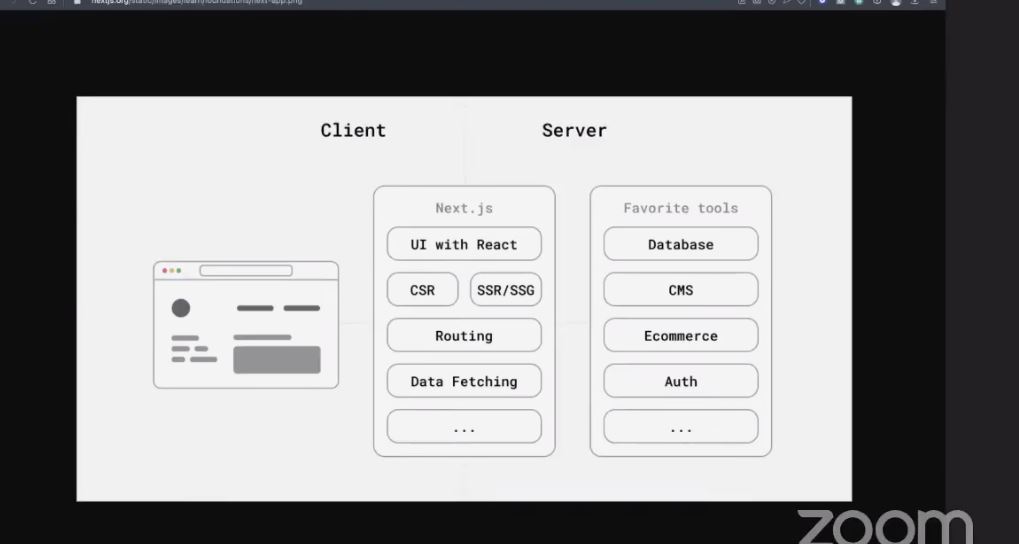 nextjs.org/static/images/learn/foundations/next-app.png
Client
Server
Next.js
UI with React
CSR
SSR/SSG
Routing
Data Fetching
...
Favorite tools
Database
CMS
Ecommerce
Auth
...
zoom